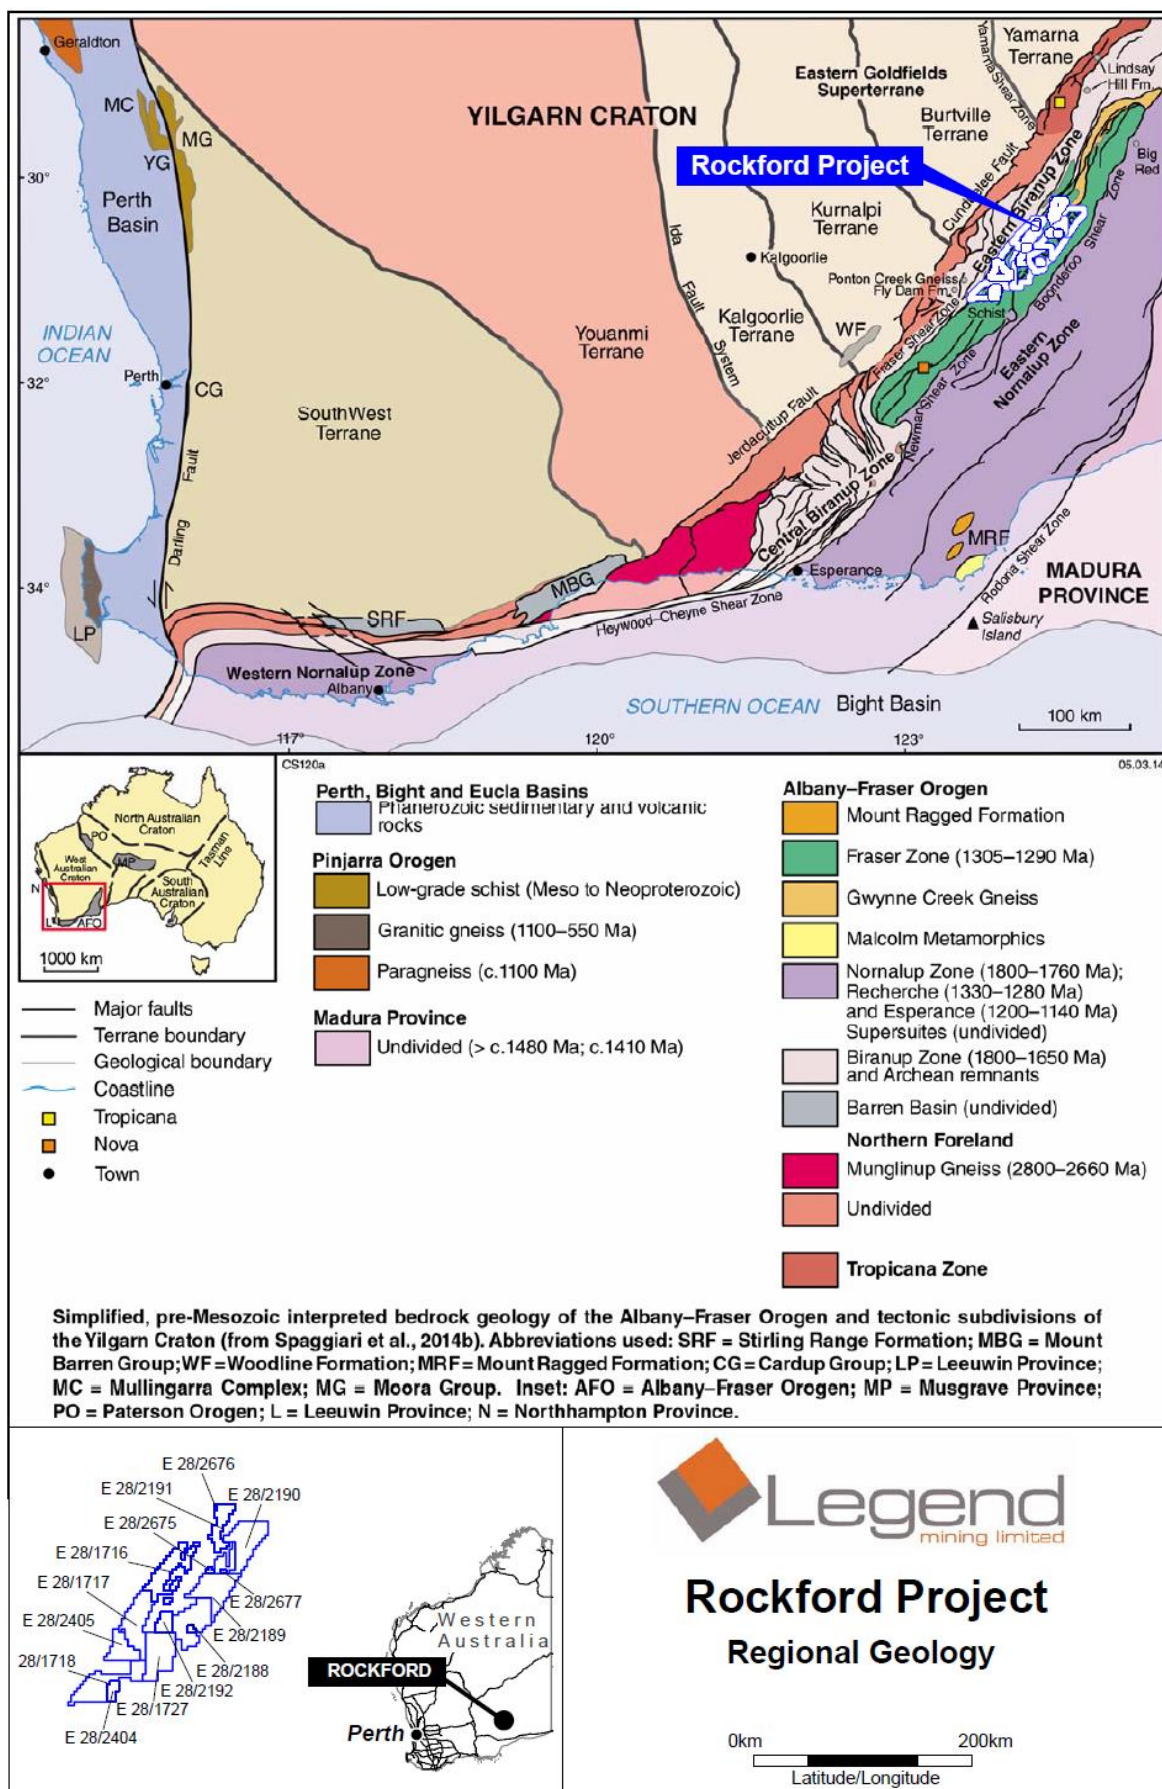 Geraldton
MC
MG
YG
30°
Perth
Basin
INDIAN
OCEAN
Perth
CG
32°
Darling
Fault
34°
LP
YILGARN CRATON
Eastern Goldfields
Superterrane
Yamarna
Terrane
Yamarna Shear Zone
Lindsay
Hill Fm.
Burtville
Terrane
Rockford Project
Big
Red
Cundeelee Fault
Eastern Biranup Zone
Kurnalpi
Terrane
Ida
Fault
System
Kalgoorlie
Ponton Creek Gneiss
Fly Dam Fm.
Schist
Boonderoo Shear Zone
Kalgoorlie
Terrane
WF
Fraser Shear Zone
Youanmi
Terrane
Eastern
Nornalup Zone
Newman Shear Zone
SouthWest
Terrane
Jerdacuttup Fault
Central Biranup Zone
MRF
Rodona Shear Zone
MADURA
PROVINCE
Esperance
MBG
SRF
Heywood–Cheyne Shear Zone
Salisbury
Island
Western Nornalup Zone
Albany
SOUTHERN OCEAN
Bight Basin
100 km
117°
120°
123°
CS120a
05.03.14
North Australian
Craton
PO
West
Australian
Craton
MP
Tasman
Line
South
Australian
Craton
N
L
AFO
1000 km
Major faults
Terrane boundary
Geological boundary
Coastline
Tropicana
Nova
Town
Perth, Bight and Eucla Basins
Phanerozoic sedimentary and volcanic
rocks
Pinjarra Orogen
Low-grade schist (Meso to Neoproterozoic)
Granitic gneiss (1100–550 Ma)
Paragneiss (c.1100 Ma)
Madura Province
Undivided (> c.1480 Ma; c.1410 Ma)
Albany–Fraser Orogen
Mount Ragged Formation
Fraser Zone (1305–1290 Ma)
Gwynne Creek Gneiss
Malcolm Metamorphics
Nornalup Zone (1800–1760 Ma);
Recherche (1330–1280 Ma)
and Esperance (1200–1140 Ma)
Supersuites (undivided)
Biranup Zone (1800–1650 Ma)
and Archean remnants
Barren Basin (undivided)
Northern Foreland
Munglinup Gneiss (2800–2660 Ma)
Undivided
Tropicana Zone
Simplified, pre-Mesozoic interpreted bedrock geology of the Albany–Fraser Orogen and tectonic subdivisions of
the Yilgarn Craton (from Spaggiari et al., 2014b). Abbreviations used: SRF = Stirling Range Formation; MBG = Mount
Barren Group; WF = Woodline Formation; MRF = Mount Ragged Formation; CG = Cardup Group; LP = Leeuwin Province;
MC = Mullingarra Complex; MG = Moora Group. Inset: AFO = Albany–Fraser Orogen; MP = Musgrave Province;
PO = Paterson Orogen; L = Leeuwin Province; N = Northhampton Province.
E 28/2676
E 28/2191
E 28/2190
E 28/2675
E 28/1716
E 28/1717
E 28/2677
E 28/2405
E 28/2189
28/1718
E 28/2188
E 28/2192
E 28/1727
E 28/2404
Western
Australia
ROCKFORD
Perth
Legend
mining limited
Rockford Project
Regional Geology
0km
200km
Latitude/Longitude